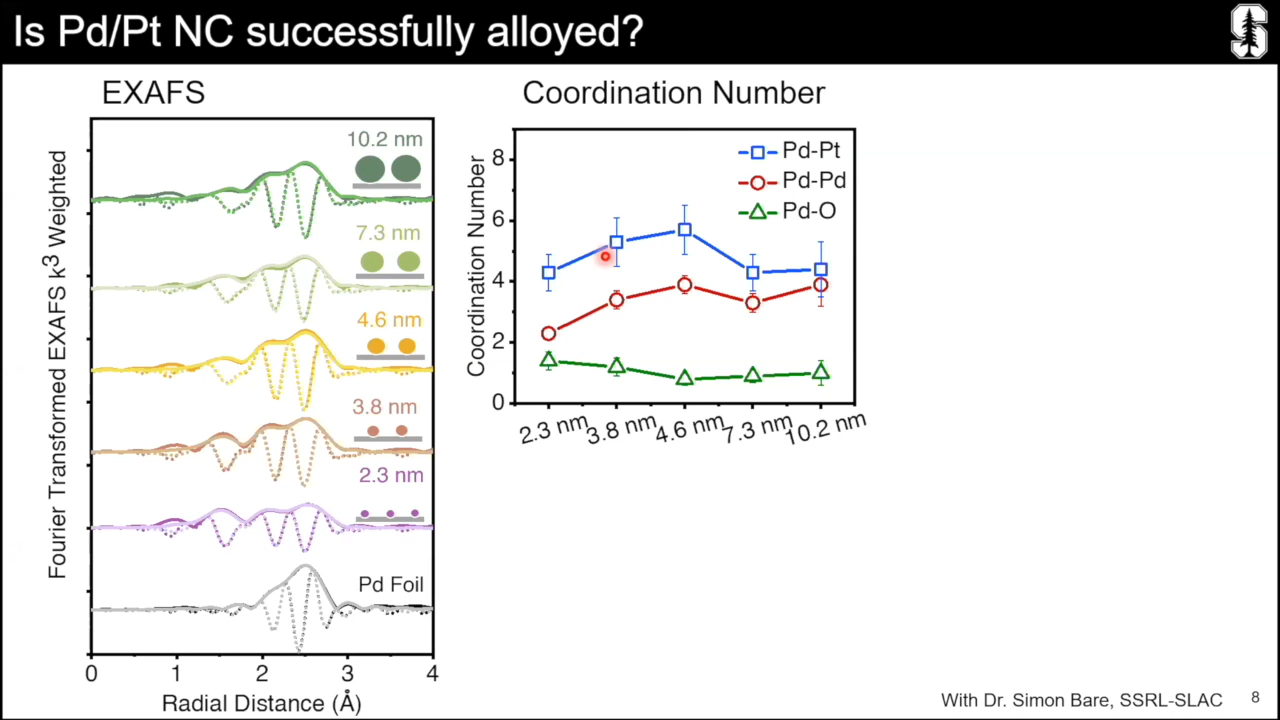 Is Pd/Pt NC successfully alloyed?
S
EXAFS
Fourier Transformed EXAFS k³ Weighted
10.2 nm
7.3 nm
4.6 nm
3.8 nm
2.3 nm
Pd Foil
0 1 2 3 4
Radial Distance (Å)
Coordination Number
Coordination Number
8
6
4
2
0
Pd-Pt
Pd-Pd
Pd-O
2.3 nm 3.8 nm 4.6 nm 7.3 nm 10.2 nm
With Dr. Simon Bare, SSRL-SLAC
8